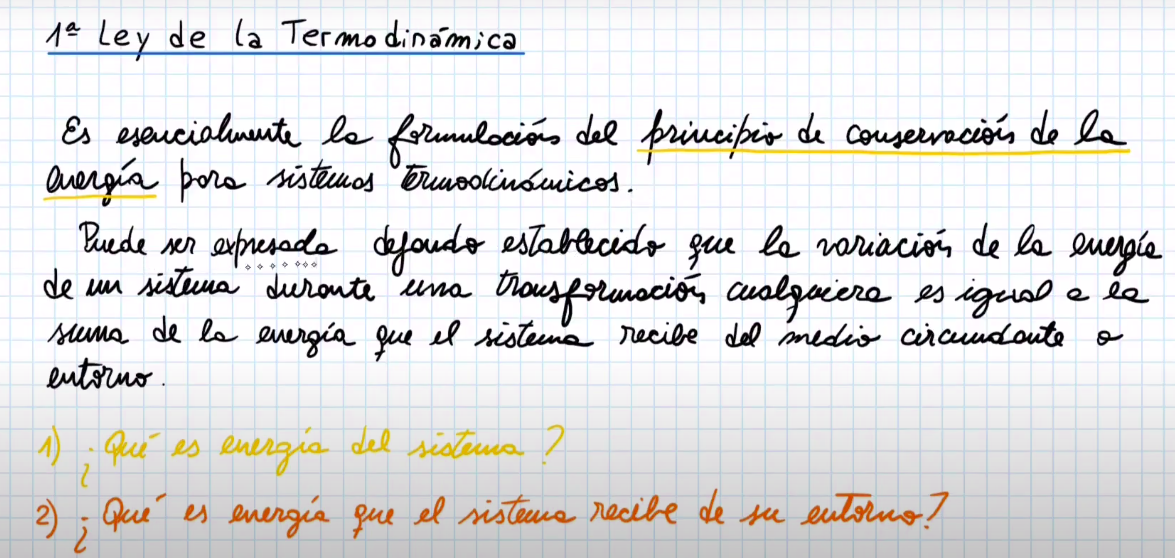 1ª Ley de la Termodinámica
Es esencialmente la formulación del principio de conservación de la
energía para sistemas termodinámicos.
Puede ser expresada dejando establecido que la variación de la energía
de un sistema durante una transformación cualquiera es igual a la
suma de la energía que el sistema recibe del medio circundante o
entorno.
1) ¿Qué es energía del sistema?
2) ¿Qué es energía que el sistema recibe de su entorno?